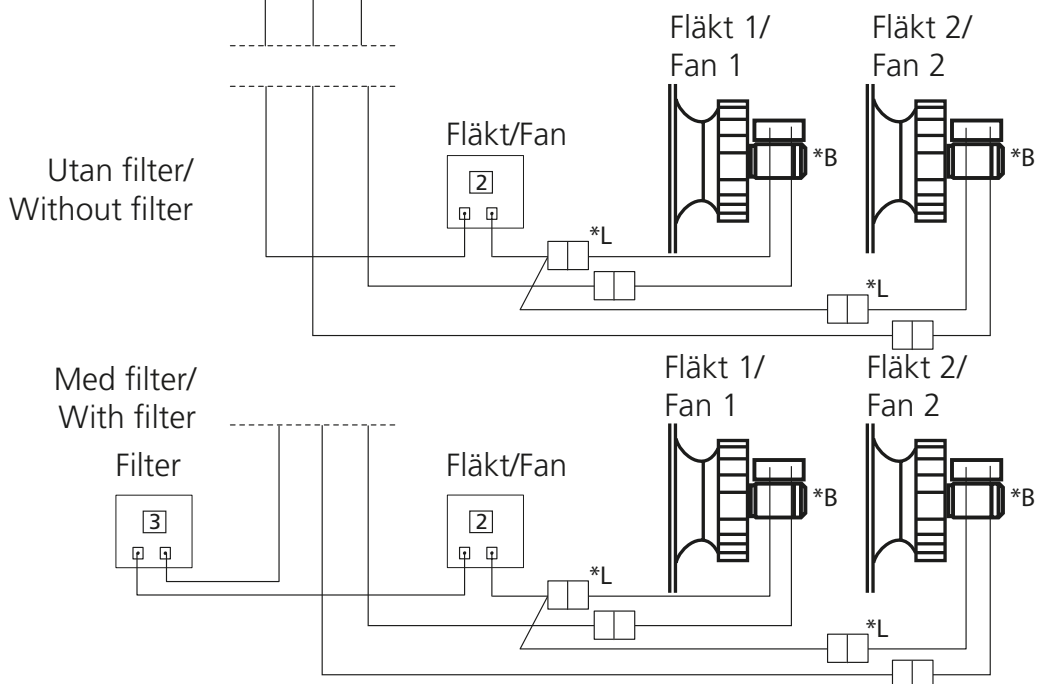 Fläkt 1/
Fan 1
Fläkt 2/
Fan 2
Utan filter/
Without filter
Fläkt/Fan
2
*B
*B
*L
*L
Med filter/
With filter
Fläkt 1/
Fan 1
Fläkt 2/
Fan 2
Filter
3
Fläkt/Fan
2
*B
*B
*L
*L